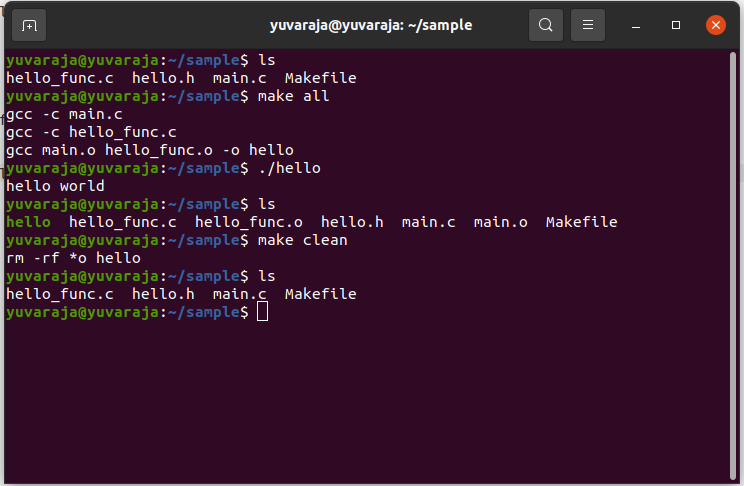 yuvaraja@yuvaraja: ~/sample
yuvaraja@yuvaraja:~/sample$ ls
hello_func.c  hello.h  main.c  Makefile
yuvaraja@yuvaraja:~/sample$ make all
gcc -c main.c
gcc -c hello_func.c
gcc main.o hello_func.o -o hello
yuvaraja@yuvaraja:~/sample$ ./hello
hello world
yuvaraja@yuvaraja:~/sample$ ls
hello  hello_func.c  hello_func.o  hello.h  main.c  main.o  Makefile
yuvaraja@yuvaraja:~/sample$ make clean
rm -rf *o hello
yuvaraja@yuvaraja:~/sample$ ls
hello_func.c  hello.h  main.c  Makefile
yuvaraja@yuvaraja:~/sample$